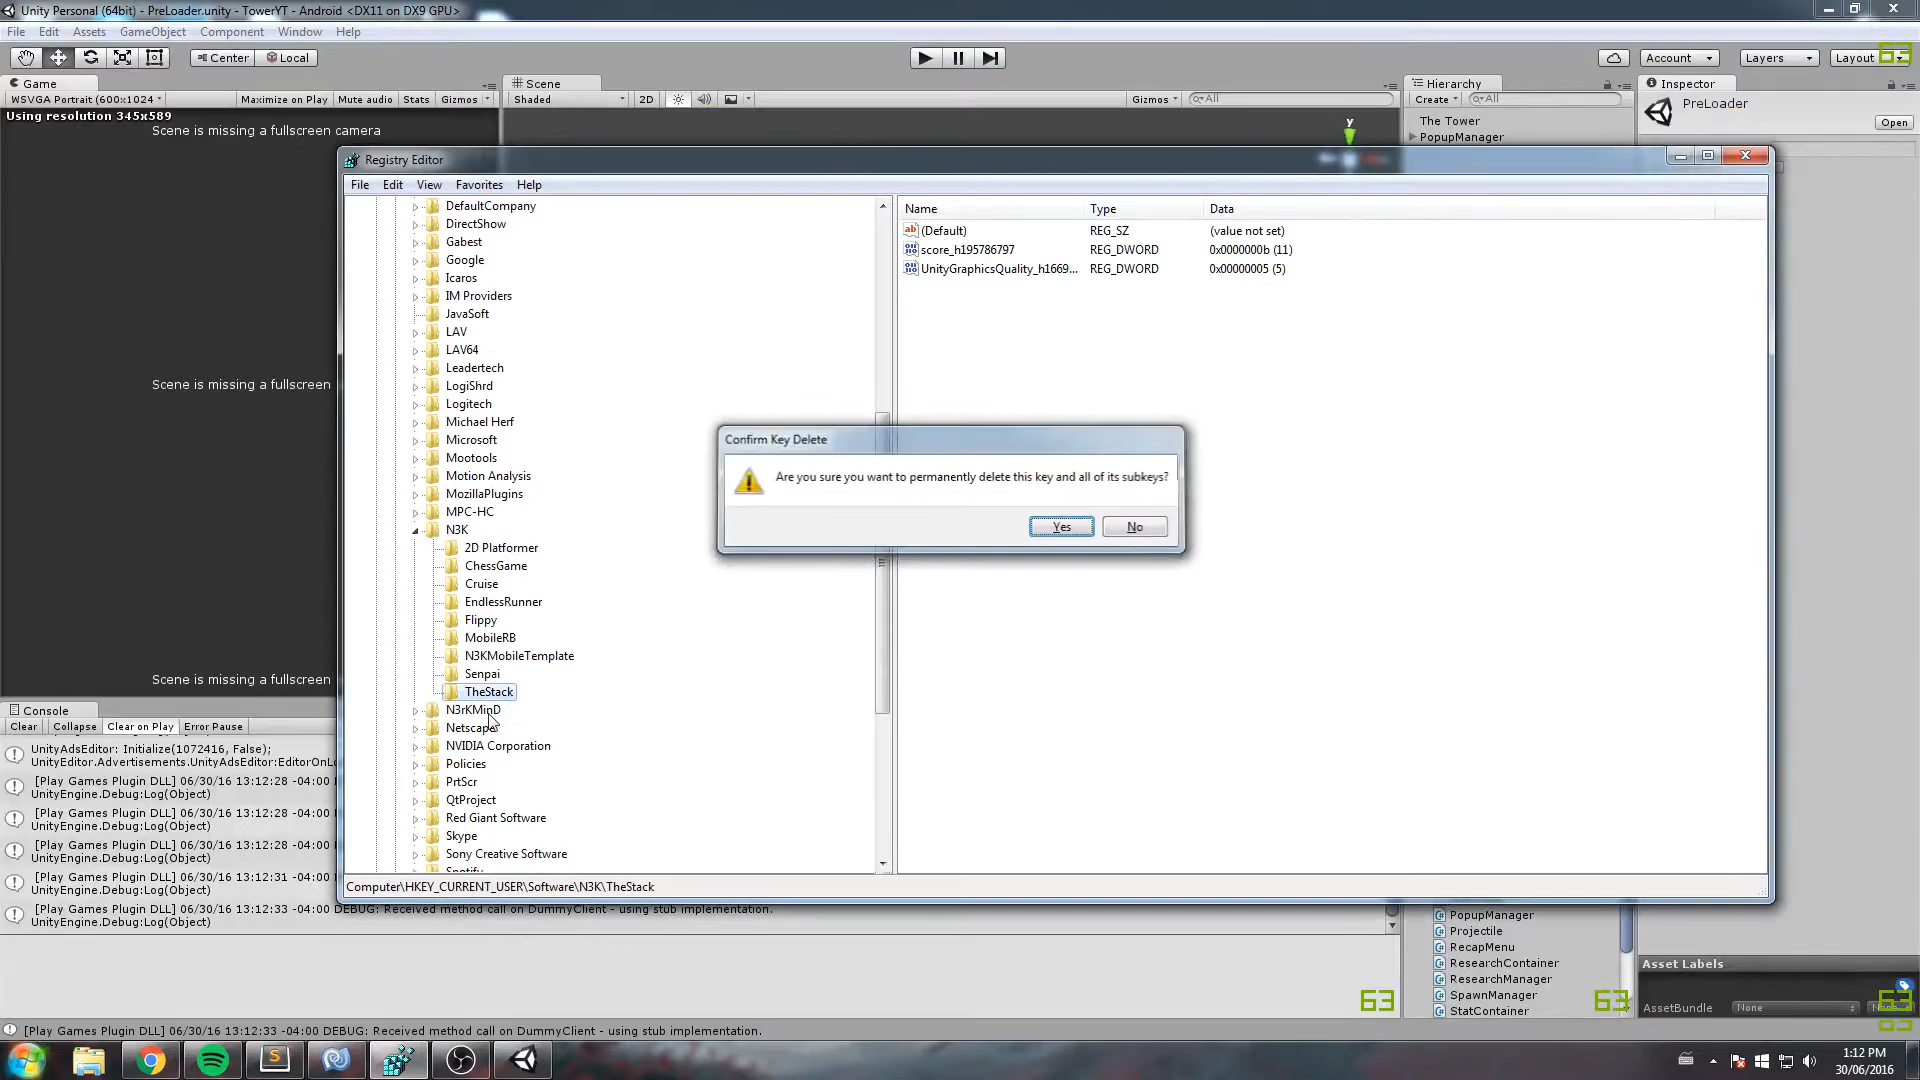 Unity Personal (64bit) - PreLoader.unity - TowerYT - Android <DX11 on DX9 GPU>
File Edit Assets GameObject Component Window Help
Center Local Account Layers Layout
63
Game Scene Hierarchy Inspector
WSVGA Portrait (600x1024 Maximize on Play Mute audio Stats Gizmos Shaded 2D Gizmos All Create All PreLoader
Using resolution 345x589
Open
Scene is missing a fullscreen camera
y
The Tower
PopupManager
Scene is missing a fullscreen
Scene is missing a fullscreen
Registry Editor
File Edit View Favorites Help
DefaultCompany
DirectShow
Gabest
Google
Icaros
IM Providers
JavaSoft
LAV
LAV64
Leadertech
LogiShrd
Logitech
Michael Herf
Microsoft
Mootools
Motion Analysis
MozillaPlugins
MPC-HC
N3K
2D Platformer
ChessGame
Cruise
EndlessRunner
Flippy
MobileRB
N3KMobileTemplate
Senpai
TheStack
N3rKMinD
Netscape
NVIDIA Corporation
Policies
PrtScr
QtProject
Red Giant Software
Skype
Sony Creative Software
Spotify
Name Type Data
(Default) REG_SZ (value not set)
score_h195786797 REG_DWORD 0x0000000b (11)
UnityGraphicsQuality_h1669... REG_DWORD 0x00000005 (5)
Confirm Key Delete
Are you sure you want to permanently delete this key and all of its subkeys?
Yes No
Computer\HKEY_CURRENT_USER\Software\N3K\TheStack
Console
Clear Collapse Clear on Play Error Pause
UnityAdsEditor: Initialize(1072416, False);
UnityEditor.Advertisements.UnityAdsEditor:EditorOnLo
[Play Games Plugin DLL] 06/30/16 13:12:28 -04:00
UnityEngine.Debug:Log(Object)
[Play Games Plugin DLL] 06/30/16 13:12:28 -04:00
UnityEngine.Debug:Log(Object)
[Play Games Plugin DLL] 06/30/16 13:12:28 -04:00
UnityEngine.Debug:Log(Object)
[Play Games Plugin DLL] 06/30/16 13:12:31 -04:00
UnityEngine.Debug:Log(Object)
[Play Games Plugin DLL] 06/30/16 13:12:33 -04:00 DEBUG: Received method call on DummyClient - using stub implementation.
UnityEngine.Debug:Log(Object)
PopupManager
Projectile
RecapMenu
ResearchContainer
ResearchManager
SpawnManager
StatContainer
Asset Labels
AssetBundle None
63 63 63
[Play Games Plugin DLL] 06/30/16 13:12:33 -04:00 DEBUG: Received method call on DummyClient - using stub implementation.
1:12 PM
30/06/2016